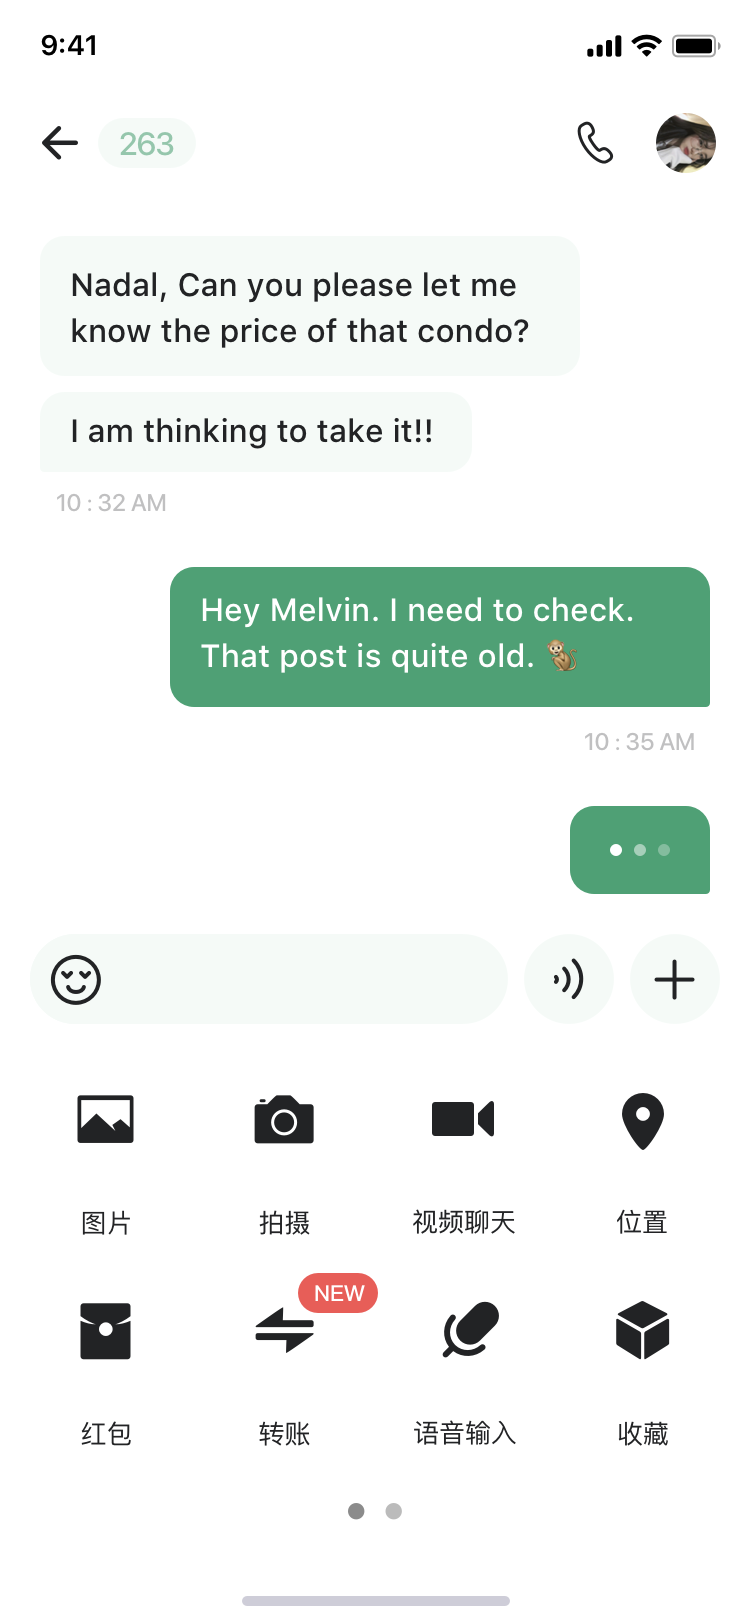 9:41
263
Nadal, Can you please let me
know the price of that condo?
I am thinking to take it!!
10 : 32 AM
Hey Melvin. I need to check.
That post is quite old. 🐒
10 : 35 AM
图片
拍摄
视频聊天
位置
NEW
红包
转账
语音输入
收藏